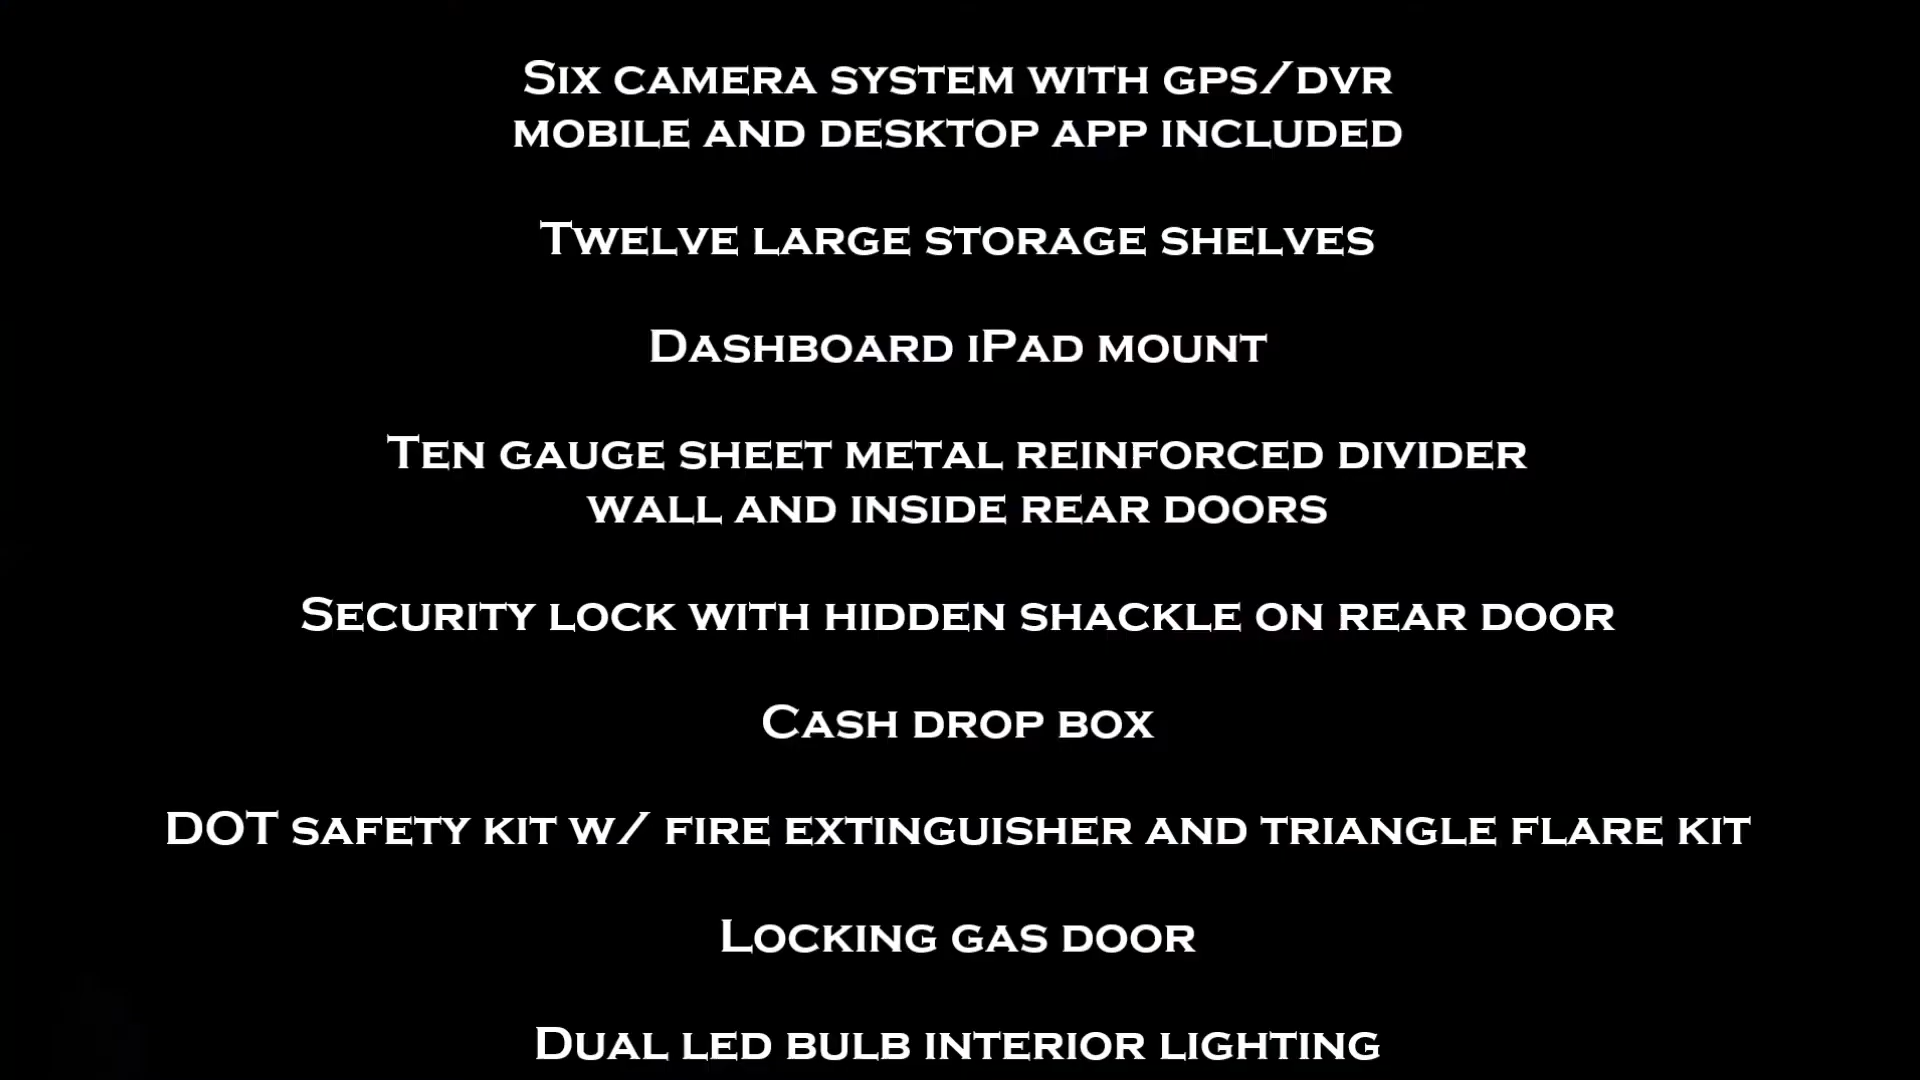 Six camera system with gps/dvr
mobile and desktop app included
Twelve large storage shelves
Dashboard iPad mount
Ten gauge sheet metal reinforced divider
wall and inside rear doors
Security lock with hidden shackle on rear door
Cash drop box
DOT safety kit w/ fire extinguisher and triangle flare kit
Locking gas door
Dual led bulb interior lighting